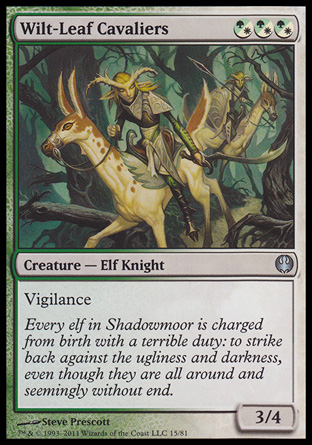 Wilt-Leaf Cavaliers
Creature — Elf Knight
Vigilance
Every elf in Shadowmoor is charged
from birth with a terrible duty: to strike
back against the ugliness and darkness,
even though they are all around and
seemingly without end.
Steve Prescott
™ & © 1993–2011 Wizards of the Coast LLC 15/81
3/4